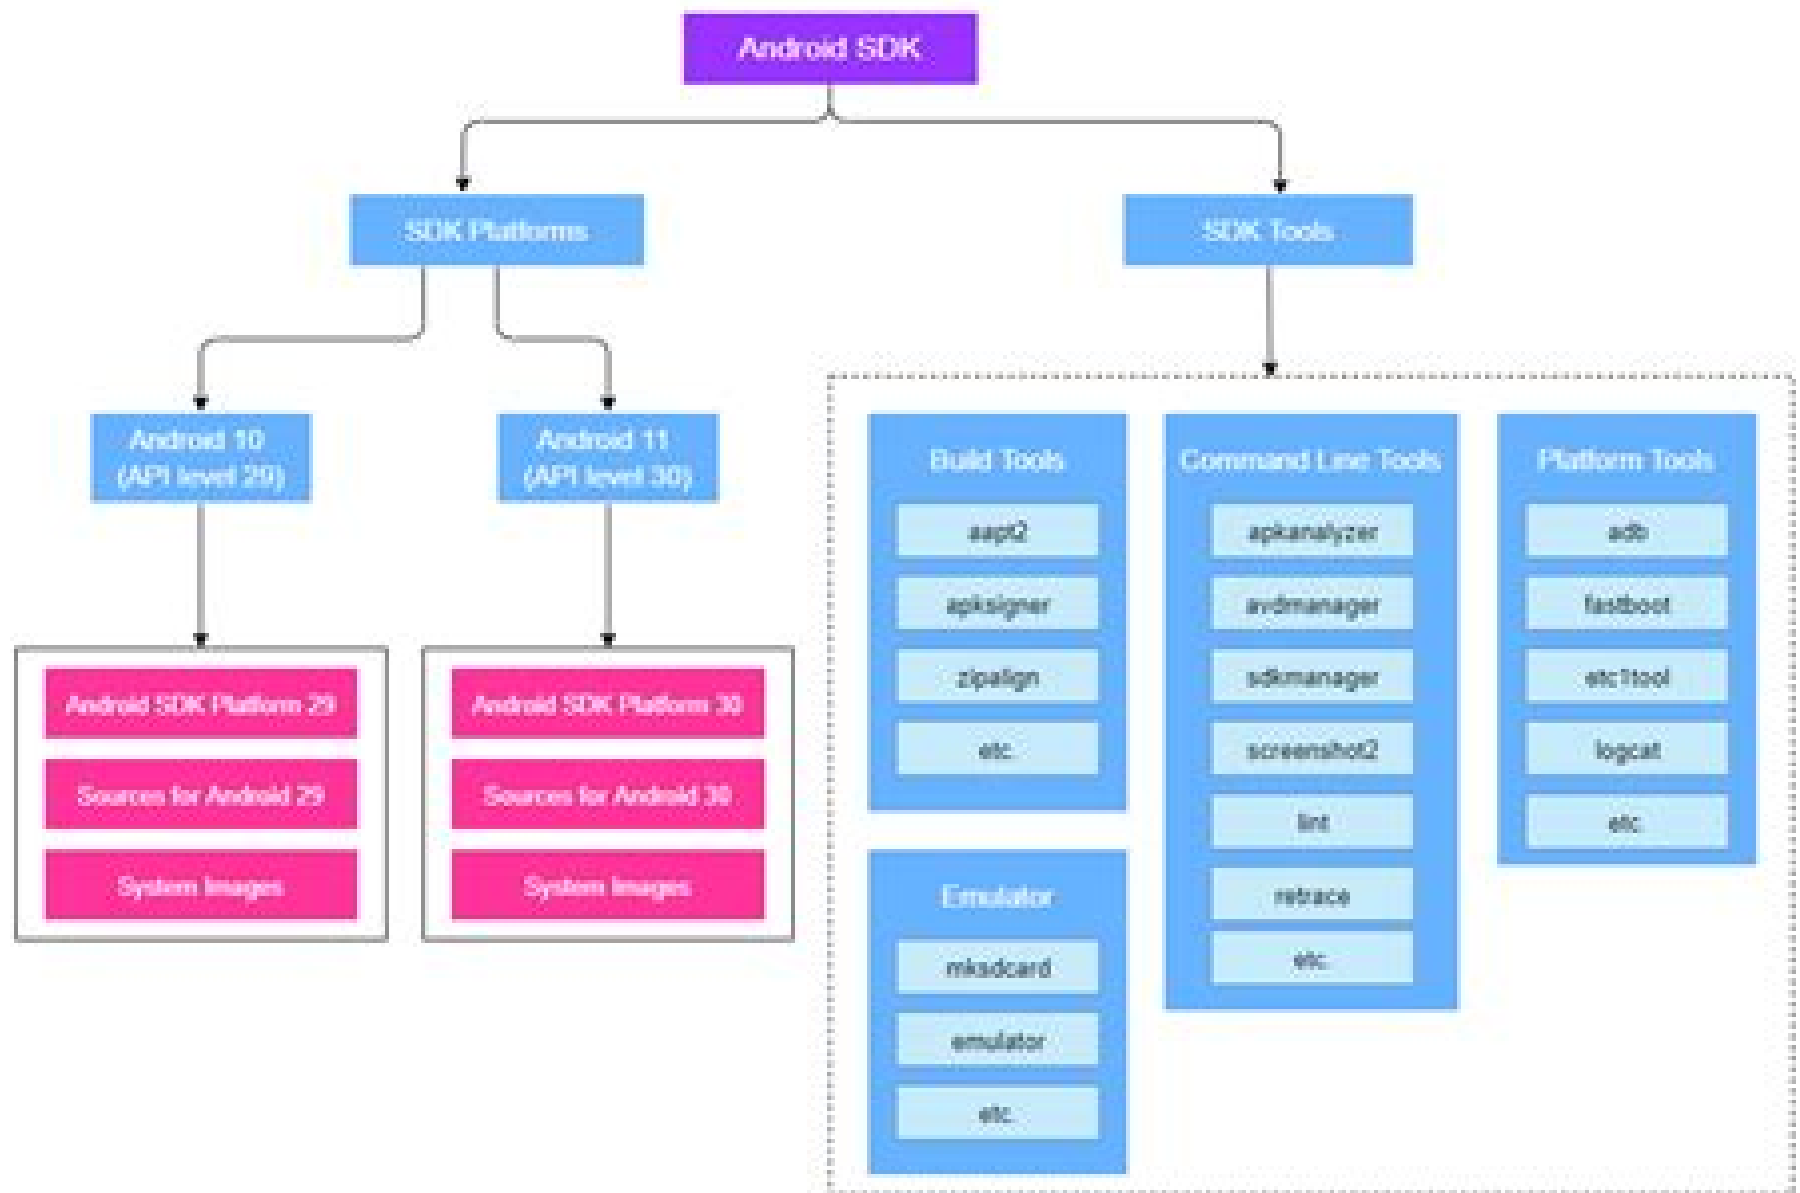 Android SDK
SDK Platforms
SDK Tools
Android 10
(API level 29)
Android 11
(API level 30)
Android SDK Platform 29
Sources for Android 29
System Images
Android SDK Platform 30
Sources for Android 30
System Images
Build Tools
aapt2
apksigner
zipalign
etc.
Emulator
mksdcard
emulator
etc.
Command Line Tools
apkanalyzer
avdmanager
sdkmanager
screenshot2
lint
retrace
etc.
Platform Tools
adb
fastboot
etc1tool
logcat
etc.